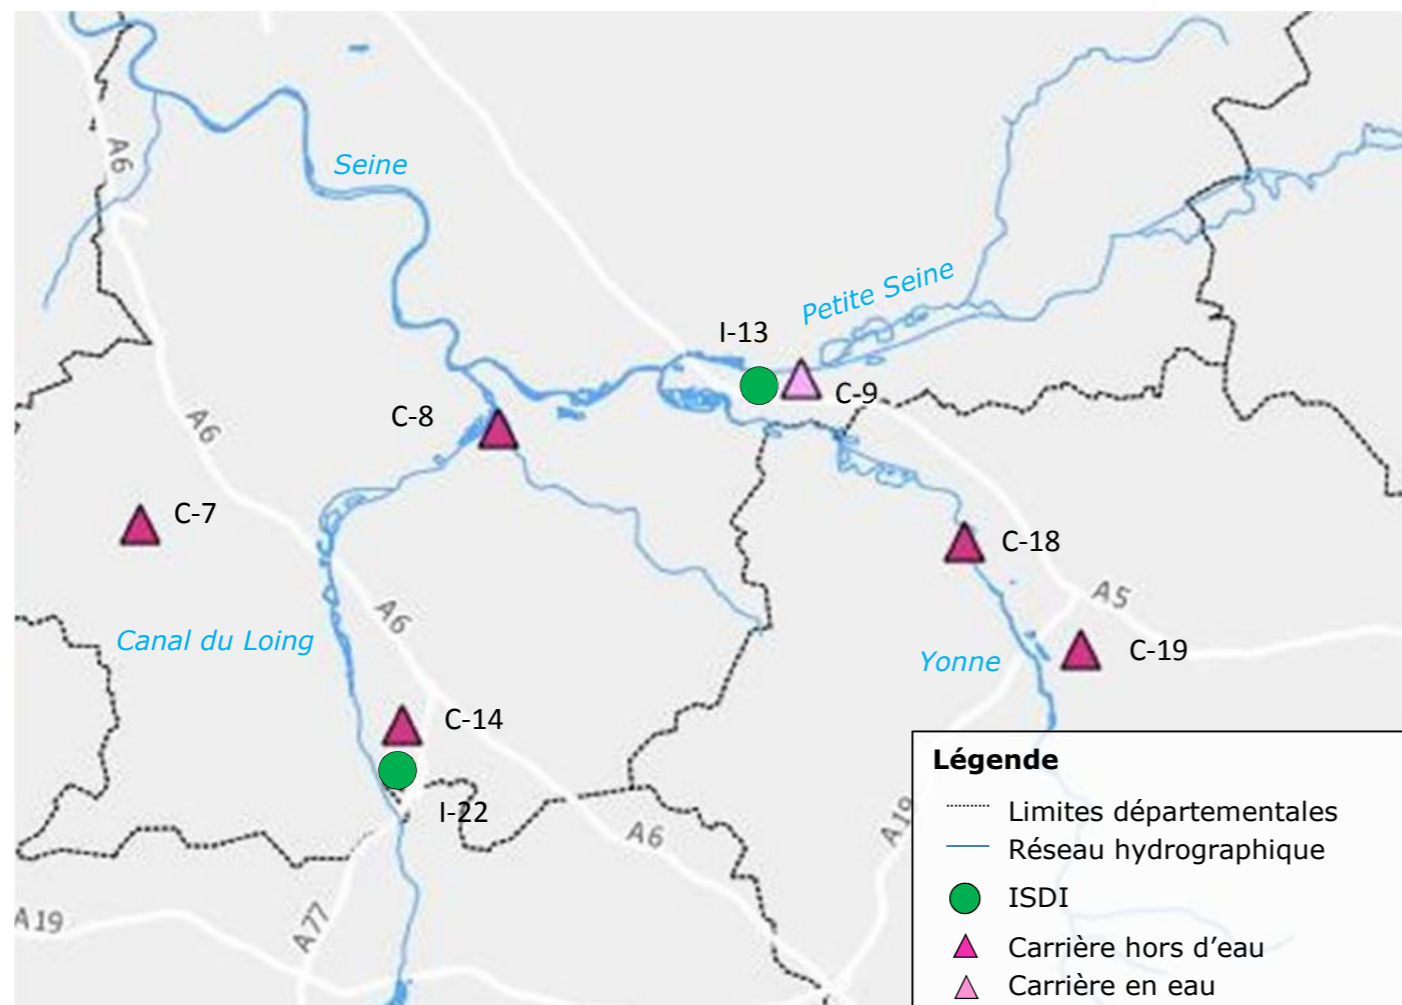 A6
Seine
Petite Seine
I-13
C-9
C-8
A6
C-7
C-18
A5
A6
Canal du Loing
C-19
Yonne
C-14
I-22
A6
A19
A19
A77
Légende
Limites départementales
Réseau hydrographique
ISDI
Carrière hors d’eau
Carrière en eau